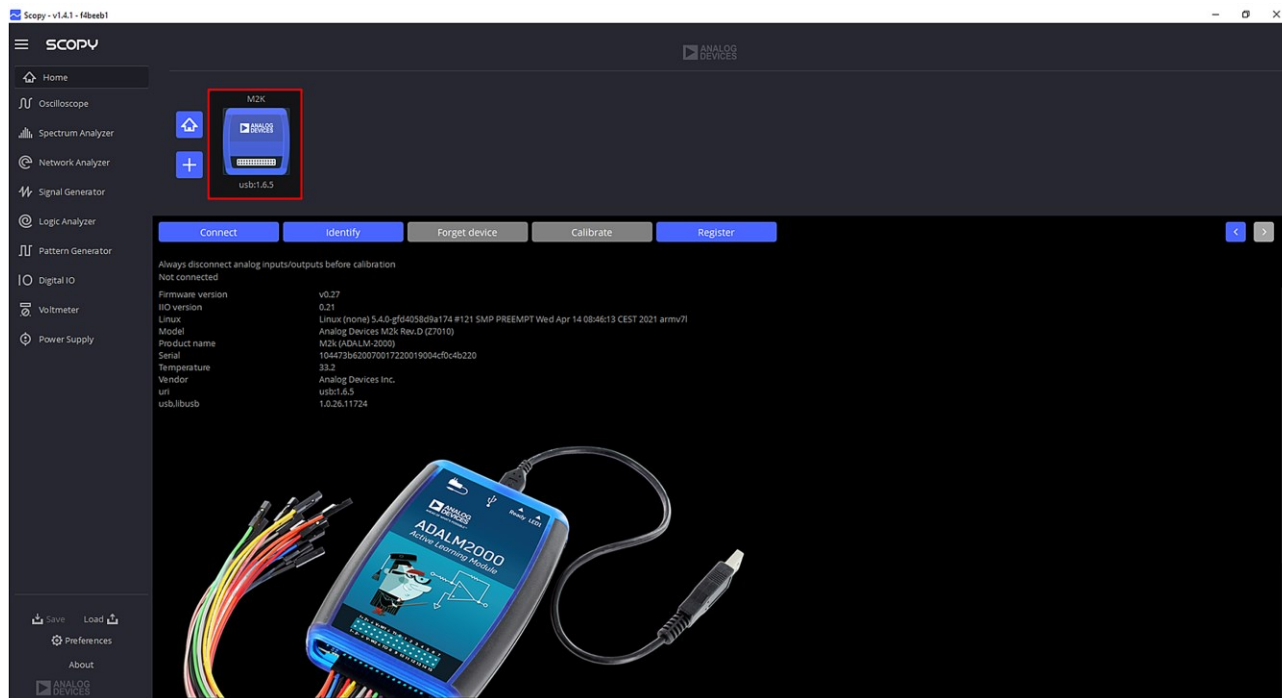 Scopy - v1.4.1 - f4beeb1
SCOPY
ANALOG
DEVICES
Home
Oscilloscope
Spectrum Analyzer
Network Analyzer
Signal Generator
Logic Analyzer
Pattern Generator
Digital IO
Voltmeter
Power Supply
M2K
ANALOG
DEVICES
usb:1.6.5
Connect Identify Forget device Calibrate Register
Always disconnect analog inputs/outputs before calibration
Not connected
Firmware version v0.27
IIO version 0.21
Linux Linux (none) 5.4.0-gfd4058d9a174 #121 SMP PREEMPT Wed Apr 14 08:46:13 CEST 2021 armv7l
Model Analog Devices M2k Rev.D (Z7010)
Product name M2k (ADALM-2000)
Serial 104473b620070017220019004cf0c4b220
Temperature 33.2
Vendor Analog Devices Inc.
uri usb:1.6.5
usb,libusb 1.0.26.11724
Ready LED1
ANALOG
DEVICES
ADALM2000
Active Learning Module
Save Load
Preferences
About
ANALOG
DEVICES